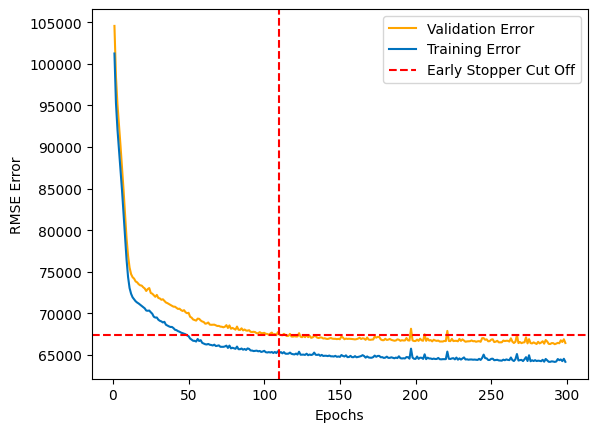 105000
100000
95000
90000
85000
80000
75000
70000
65000
RMSE Error
Validation Error
Training Error
Early Stopper Cut Off
0 50 100 150 200 250 300
Epochs